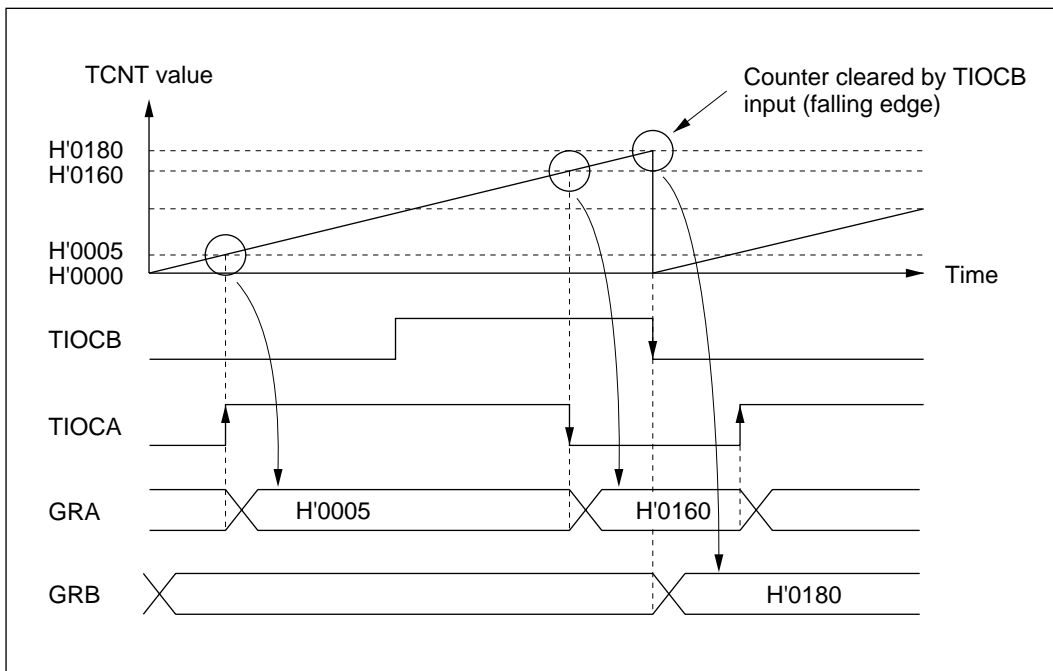 TCNT value
Counter cleared by TIOCB
input (falling edge)
H'0180
H'0160
H'0005
H'0000
Time
TIOCB
TIOCA
GRA
H'0005
H'0160
GRB
H'0180